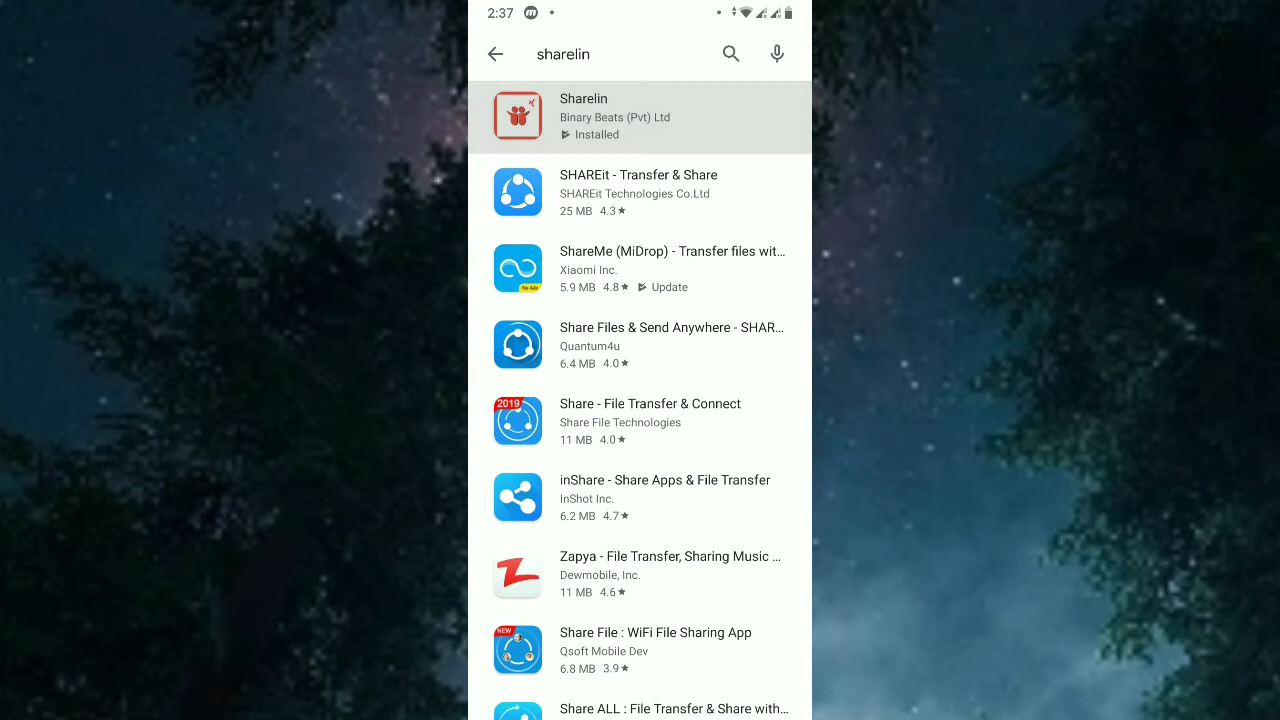 2:37
sharelin
Sharelin
Binary Beats (Pvt) Ltd
Installed
SHAREit - Transfer & Share
SHAREit Technologies Co.Ltd
25 MB 4.3★
ShareMe (MiDrop) - Transfer files wit...
Xiaomi Inc.
No Ads
5.9 MB 4.8★ Update
Share Files & Send Anywhere - SHAR...
Quantum4u
6.4 MB 4.0★
2019
Share - File Transfer & Connect
Share File Technologies
11 MB 4.0★
inShare - Share Apps & File Transfer
InShot Inc.
6.2 MB 4.7★
Zapya - File Transfer, Sharing Music ...
Dewmobile, Inc.
11 MB 4.6★
NEW
Share File : WiFi File Sharing App
Qsoft Mobile Dev
6.8 MB 3.9★
Share ALL : File Transfer & Share with...